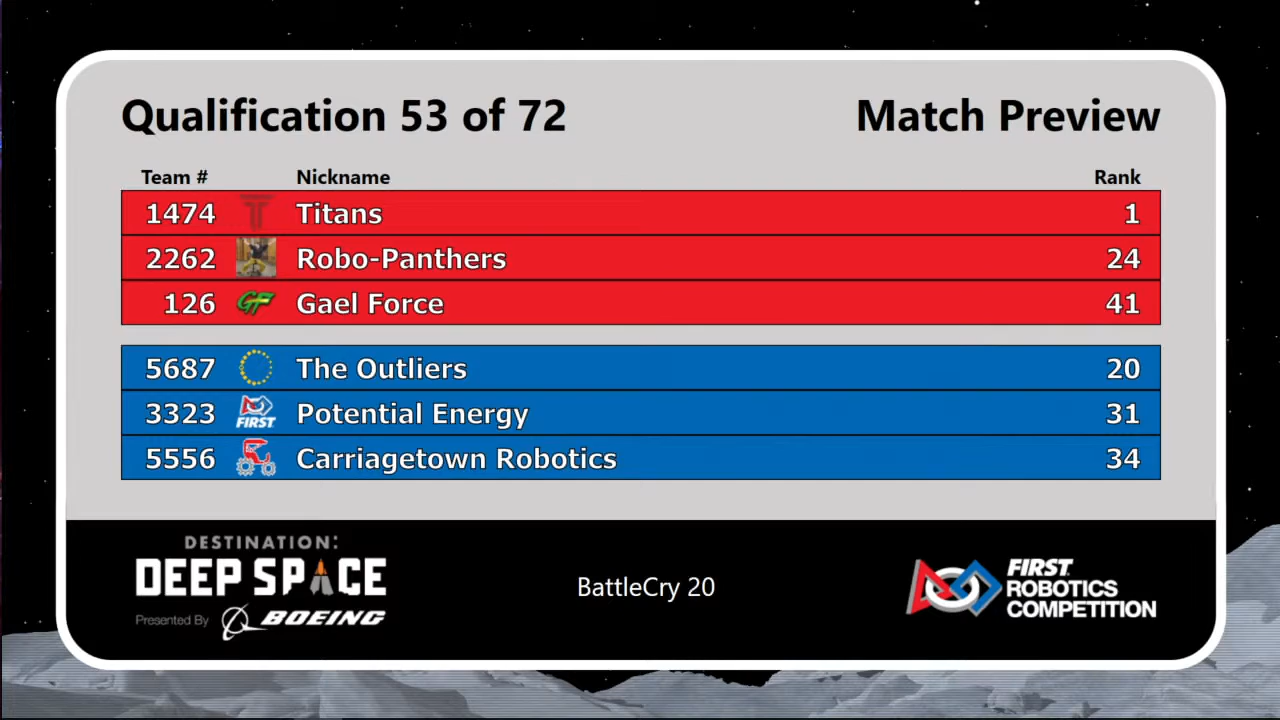 Qualification 53 of 72 Match Preview
Team # Nickname Rank
1474 T Titans 1
2262 Robo-Panthers 24
126 GF Gael Force 41
5687 The Outliers 20
3323 FIRST Potential Energy 31
5556 Carriagetown Robotics 34
DESTINATION:
DEEP SPACE
Presented By BOEING
BattleCry 20
FIRST
ROBOTICS
COMPETITION